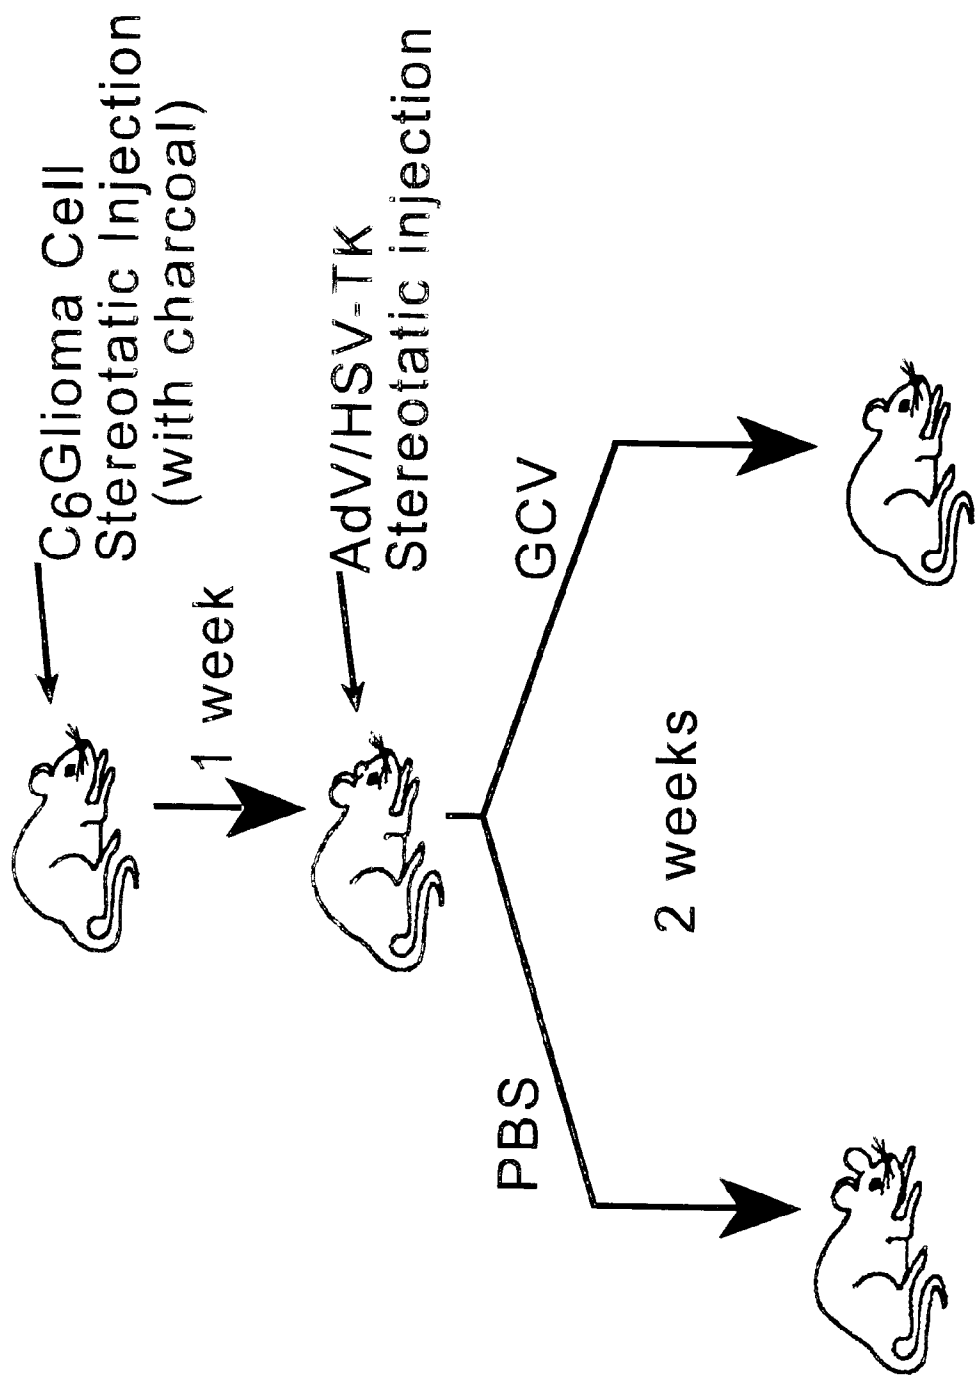 C6Glioma Cell
Stereotatic Injection
(with charcoal)
1 week
AdV/HSV-TK
Stereotatic injection
PBS
GCV
2 weeks